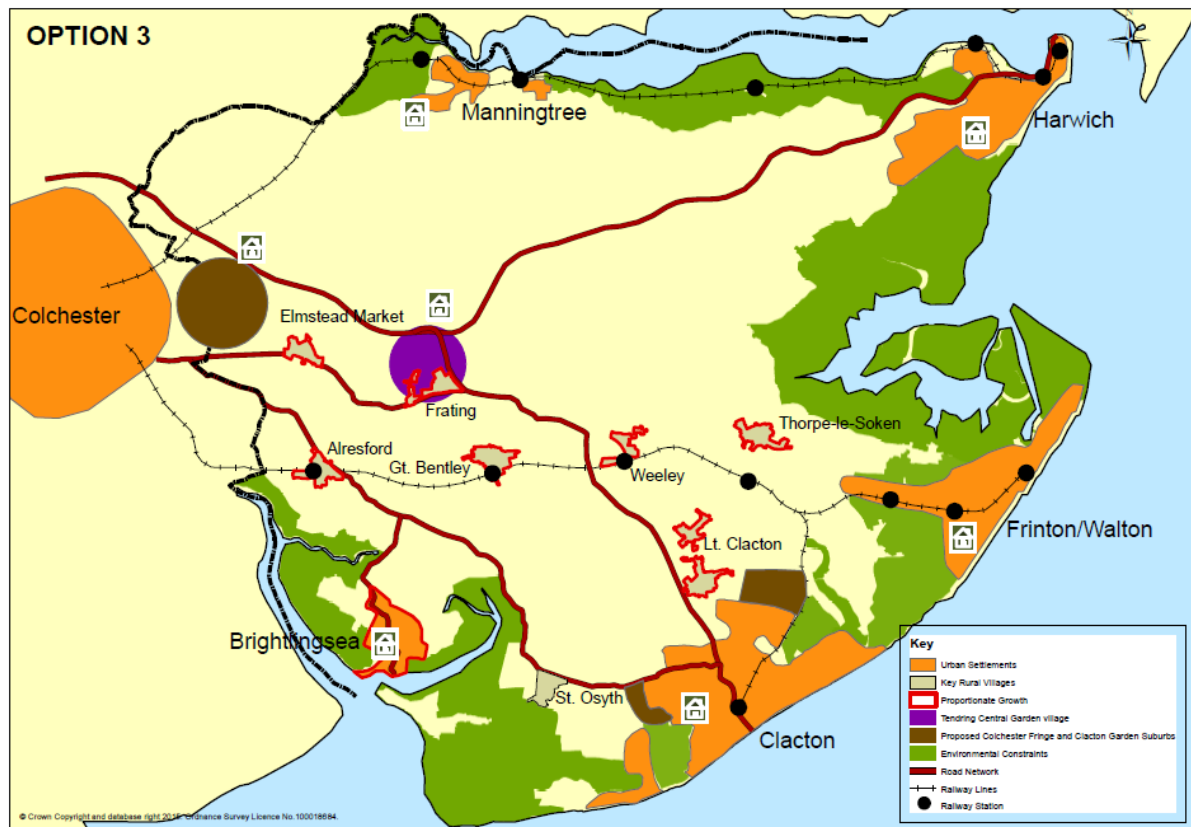 OPTION 3
Manningtree
Harwich
Colchester
Elmstead Market
Frating
Thorpe-le-Soken
Alresford
Gt. Bentley
Weeley
Lt. Clacton
Frinton/Walton
Brightlingsea
St. Osyth
Clacton
Key
Urban Settlements
Key Rural Villages
Proportionate Growth
Tendring Central Garden village
Proposed Colchester Fringe and Clacton Garden Suburbs
Environmental Constraints
Road Network
Railway Lines
Railway Station
© Crown Copyright and database right 2015. Ordnance Survey Licence No.100018684.